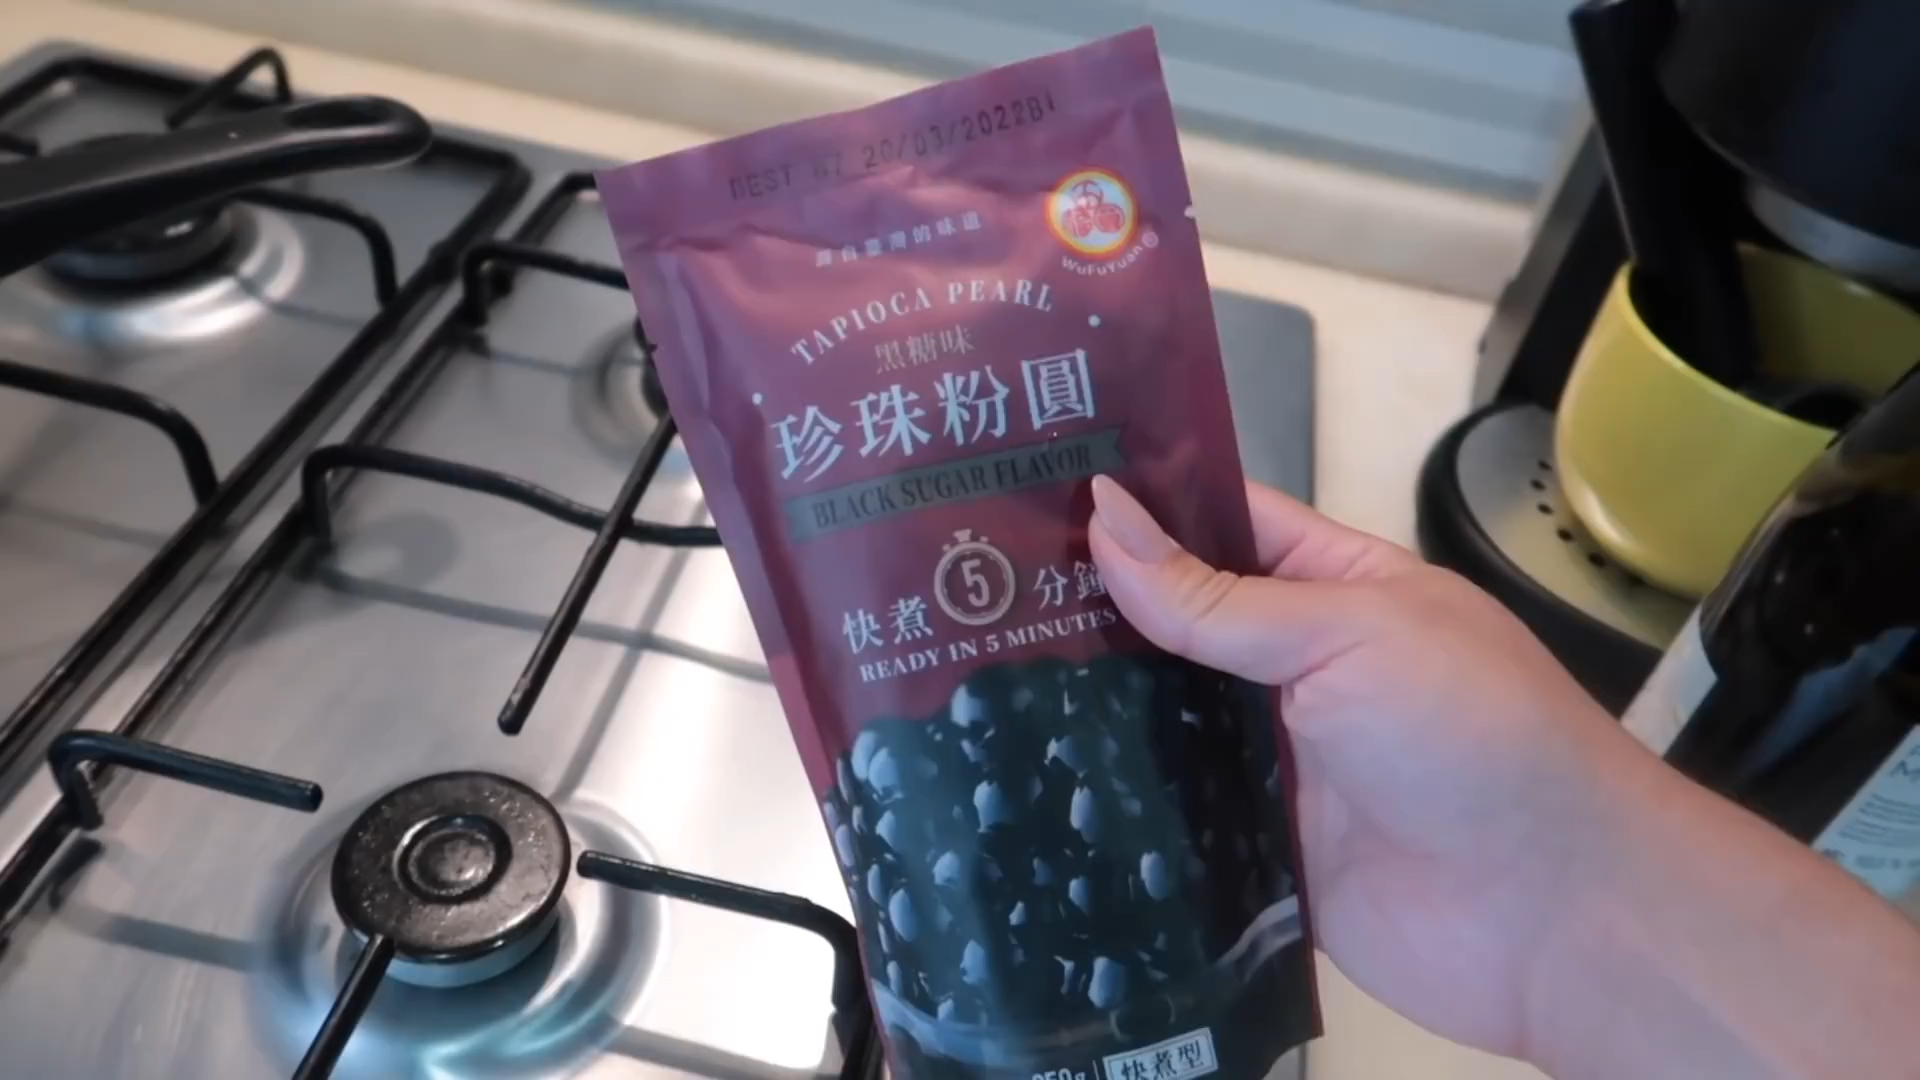 BEST BY 20/03/2022B1
源自臺灣的味道
WuFuYuan®
TAPIOCA PEARL
黑糖味
珍珠粉圓
BLACK SUGAR FLAVOR
快煮 5 分鐘
READY IN 5 MINUTES
快煮型